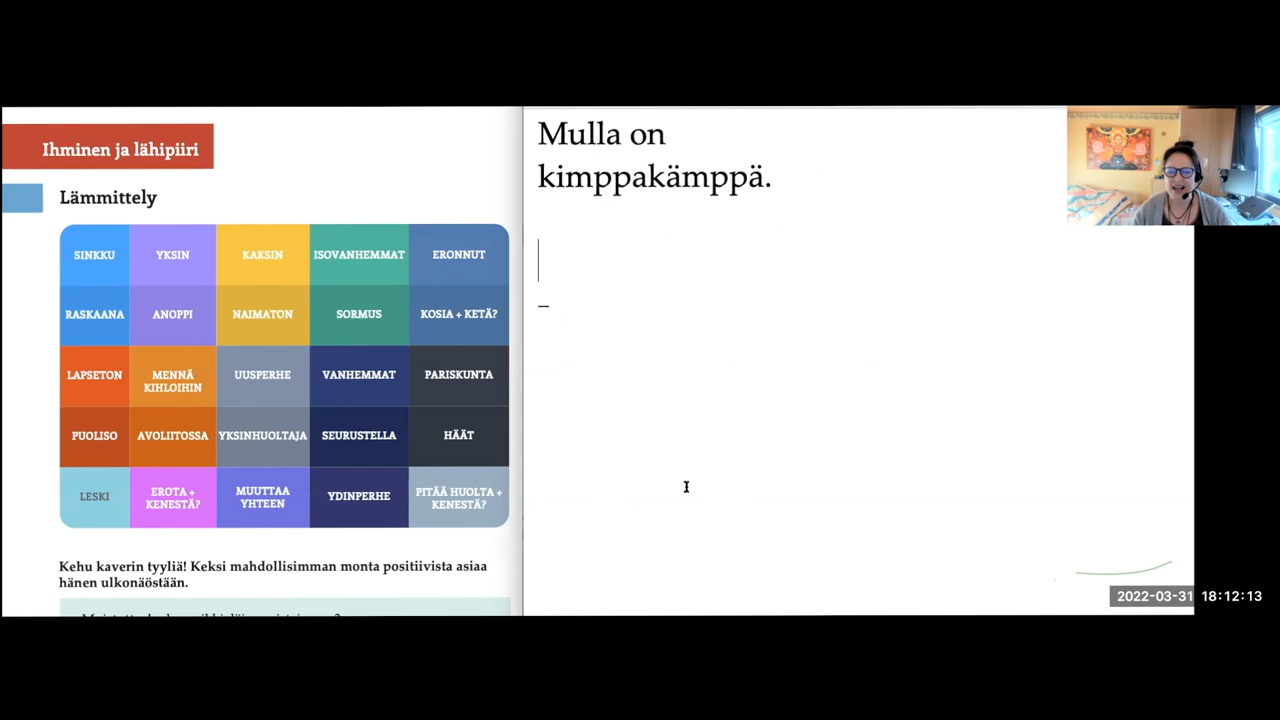 Ihminen ja lähipiiri
Lämmittely
SINKKU YKSIN KAKSIN ISOVANHEMMAT ERONNUT
RASKAANA ANOPPI NAIMATON SORMUS KOSIA + KETÄ?
LAPSETON MENNÄ KIHLOIHIN UUSPERHE VANHEMMAT PARISKUNTA
PUOLISO AVOLIITOSSA YKSINHUOLTAJA SEURUSTELLA HÄÄT
LESKI EROTA + KENESTÄ? MUUTTAA YHTEEN YDINPERHE PITÄÄ HUOLTA + KENESTÄ?
Kehu kaverin tyyliä! Keksi mahdollisimman monta positiivista asiaa
hänen ulkonäöstään.
Mulla on
kimppakämppä.
–
2022-03-31 18:12:13